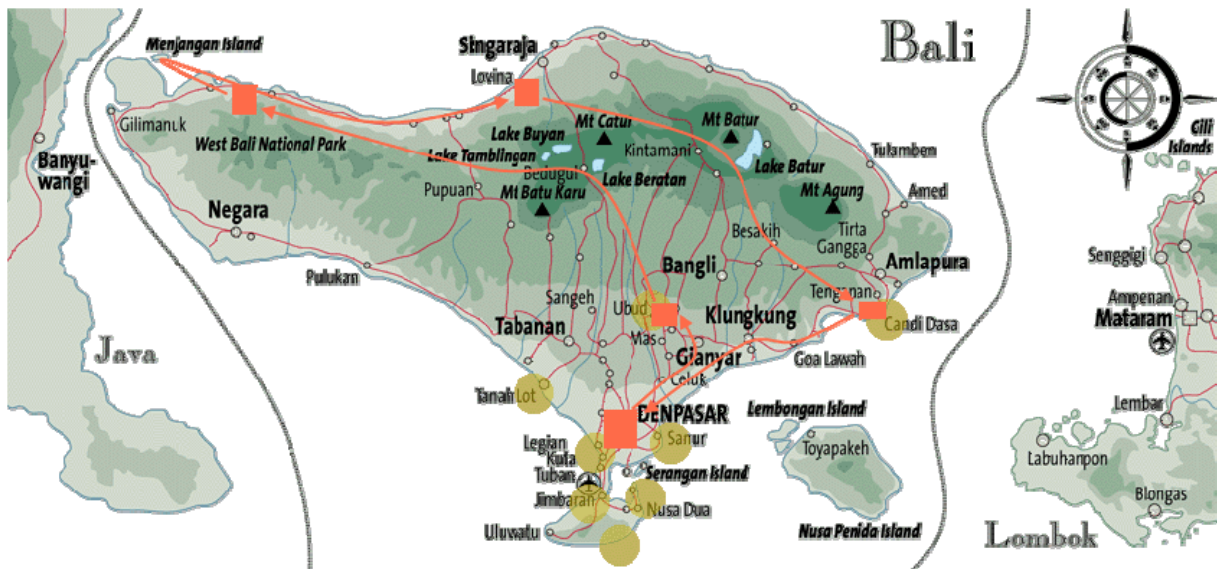 Bali
Menjangan Island
Singaraja
Lovina
Gilimanuk
West Bali National Park
Banyu-
wangi
Lake Buyan
Mt Catur
Mt Batur
Lake Tamblingan
Kintamani
Lake Batur
Tulamben
Gili
Islands
Bedugul
Lake Beratan
Pupuan
Mt Batu Karu
Mt Agung
Amed
Negara
Besakih
Tirta
Gangga
Senggigi
Pulukan
Bangli
Amlapura
Sangeh
Ubud
Tenganan
Ampenan
Mataram
Java
Tabanan
Mas
Klungkung
Candi Dasa
Gianyar
Goa Lawah
Celuk
Tanah Lot
DENPASAR
Lembongan Island
Lembar
Legian
Sanur
Kuta
Toyapakeh
Labuhanpon
Tuban
Serangan Island
Jimbaran
Nusa Dua
Blongas
Uluwatu
Nusa Penida Island
Lombok